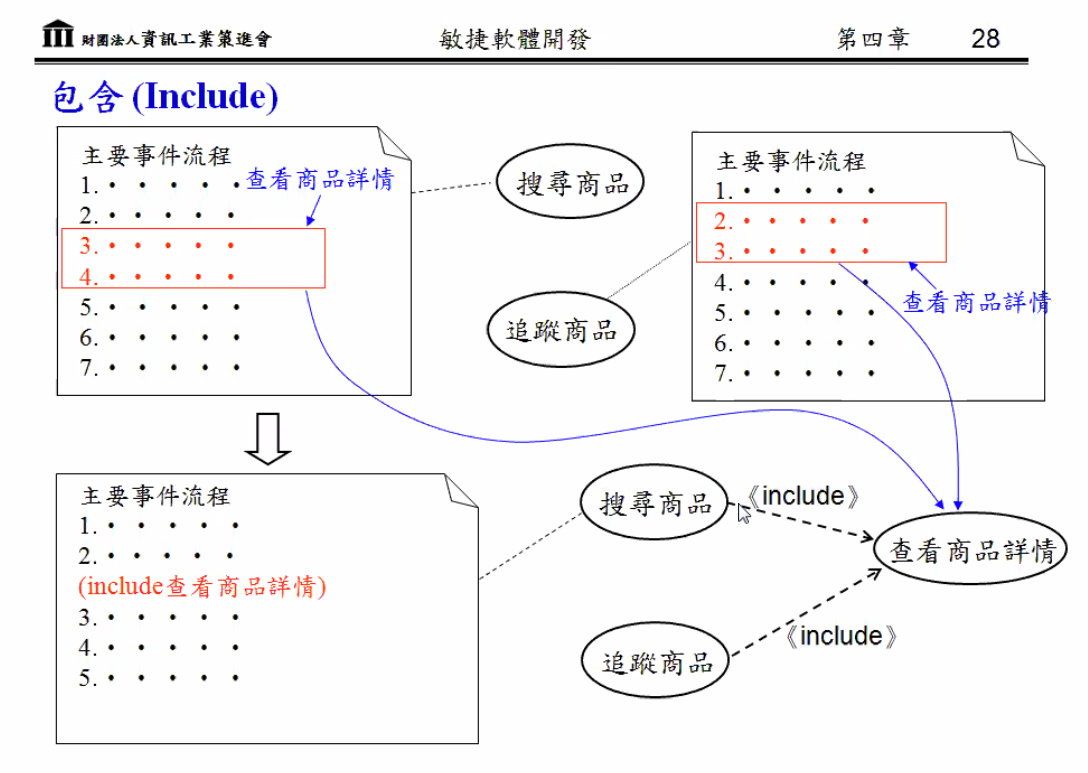 財團法人資訊工業策進會 敏捷軟體開發 第四章 28
包含 (Include)
主要事件流程
1. • • • • •
查看商品詳情
2. • • • • •
3. • • • • •
4. • • • • •
5. • • • • •
6. • • • • •
7. • • • • •
搜尋商品
追蹤商品
主要事件流程
1. • • • • •
2. • • • • •
3. • • • • •
4. • • • • •
查看商品詳情
5. • • • • •
6. • • • • •
7. • • • • •
主要事件流程
1. • • • • •
2. • • • • •
(include查看商品詳情)
3. • • • • •
4. • • • • •
5. • • • • •
搜尋商品
《include》
查看商品詳情
《include》
追蹤商品